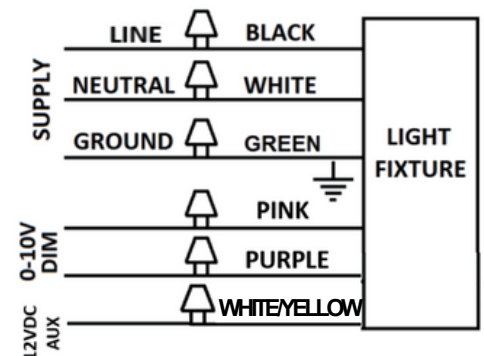 LINE BLACK
NEUTRAL WHITE
GROUND GREEN
SUPPLY
LIGHT
FIXTURE
PINK
PURPLE
0-10V
DIM
WHITE/YELLOW
12VDC
AUX